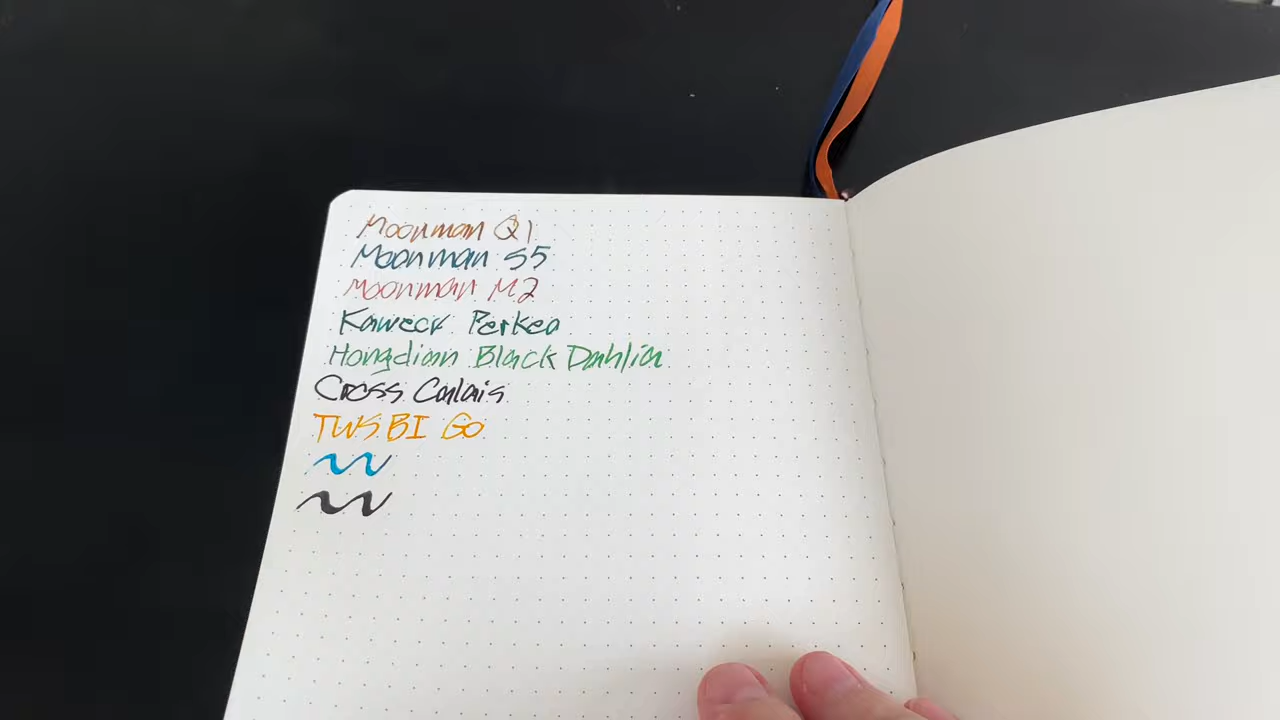 Moonman Q1
Moonman S5
Moonman M2
Kaweco Perkeo
Hongdian Black Dahlia
Cross Calais
TWSBI Go